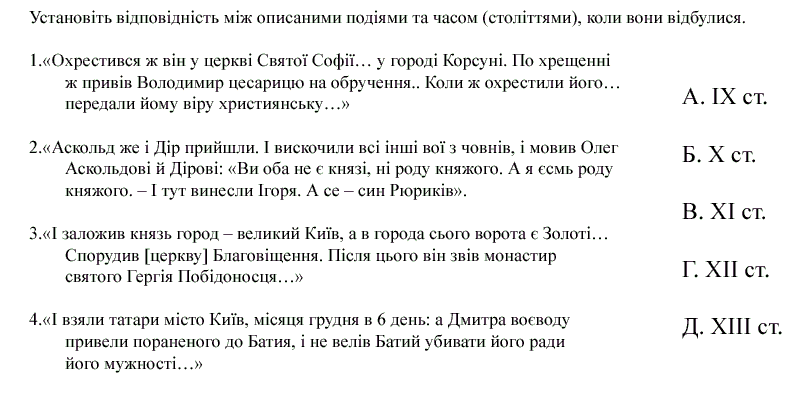 Установіть відповідність між описаними подіями та часом (століттями), коли вони відбулися.
1.«Охрестився ж він у церкві Святої Софії… у городі Корсуні. По хрещенні
ж привів Володимир цесарицю на обручення.. Коли ж охрестили його…
передали йому віру християнську…»
2.«Аскольд же і Дір прийшли. І вискочили всі інші вої з човнів, і мовив Олег
Аскольдові й Дірові: «Ви оба не є князі, ні роду княжого. А я єсмь роду
княжого. – І тут винесли Ігоря. А се – син Рюриків».
3.«І заложив князь город – великий Київ, а в города сього ворота є Золоті…
Спорудив [церкву] Благовіщення. Після цього він звів монастир
святого Гергія Побідоносця…»
4.«І взяли татари місто Київ, місяця грудня в 6 день: а Дмитра воєводу
привели пораненого до Батия, і не велів Батий убивати його ради
його мужності…»
А. IX ст.
Б. X ст.
В. XI ст.
Г. XII ст.
Д. XIII ст.